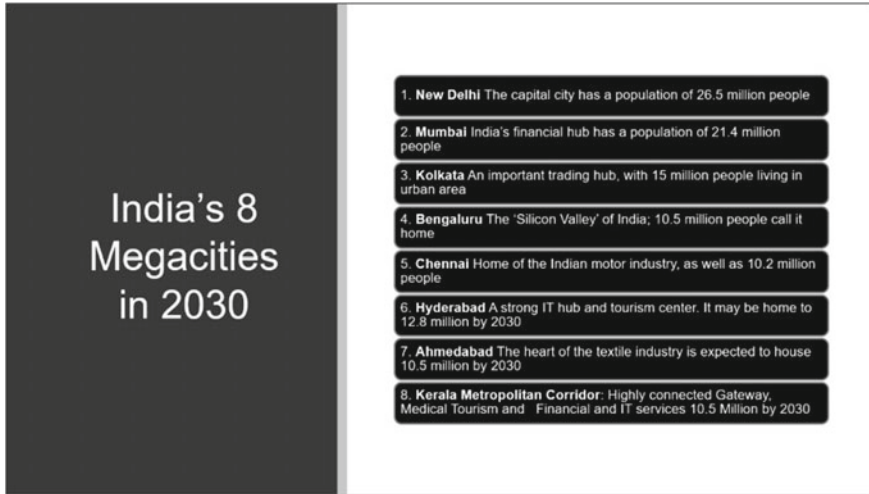 India's 8
Megacities
in 2030
1. New Delhi The capital city has a population of 26.5 million people
2. Mumbai India's financial hub has a population of 21.4 million
people
3. Kolkata An important trading hub, with 15 million people living in
urban area
4. Bengaluru The 'Silicon Valley' of India; 10.5 million people call it
home
5. Chennai Home of the Indian motor industry, as well as 10.2 million
people
6. Hyderabad A strong IT hub and tourism center. It may be home to
12.8 million by 2030
7. Ahmedabad The heart of the textile industry is expected to house
10.5 million by 2030
8. Kerala Metropolitan Corridor: Highly connected Gateway,
Medical Tourism and Financial and IT services 10.5 Million by 2030